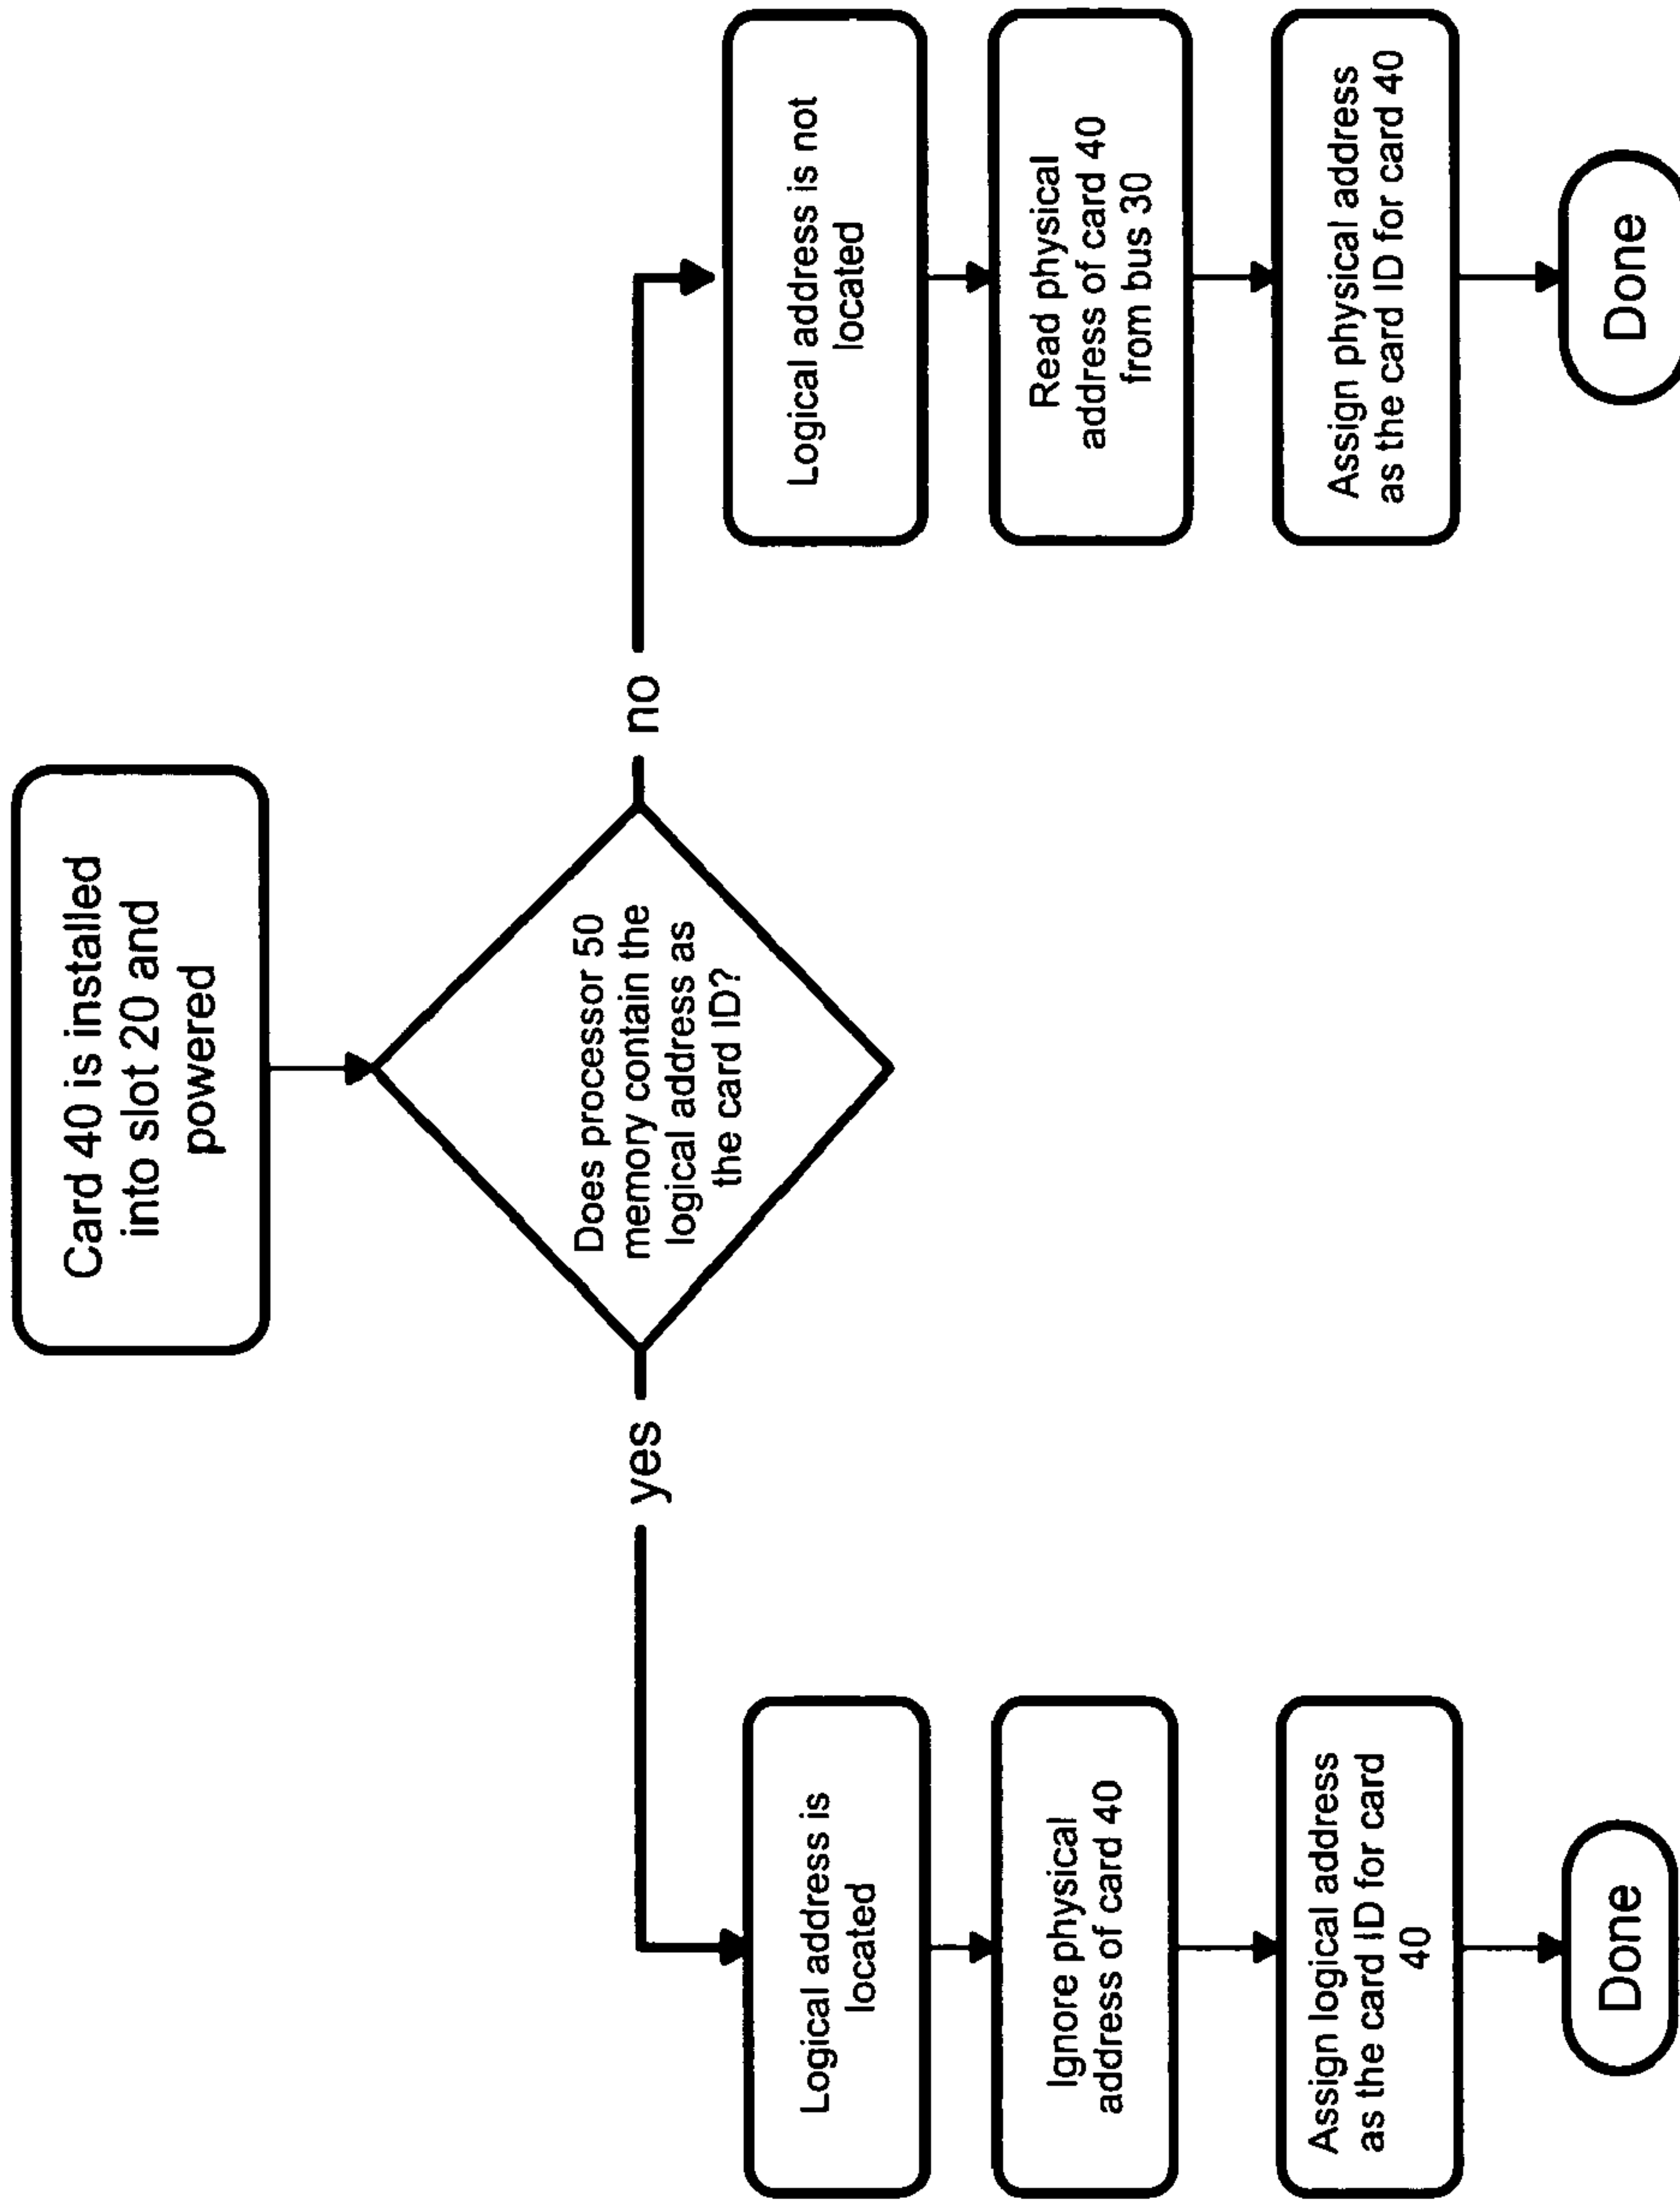 Card 40 is installed
into slot 20 and
powered
Does processor 50
memory contain the
logical address as
the card ID?
yes
no
Logical address is
located
Ignore physical
address of card 40
Assign logical address
as the card ID for card
40
Done
Logical address is not
located
Read physical
address of card 40
from bus 30
Assign physical address
as the card ID for card 40
Done